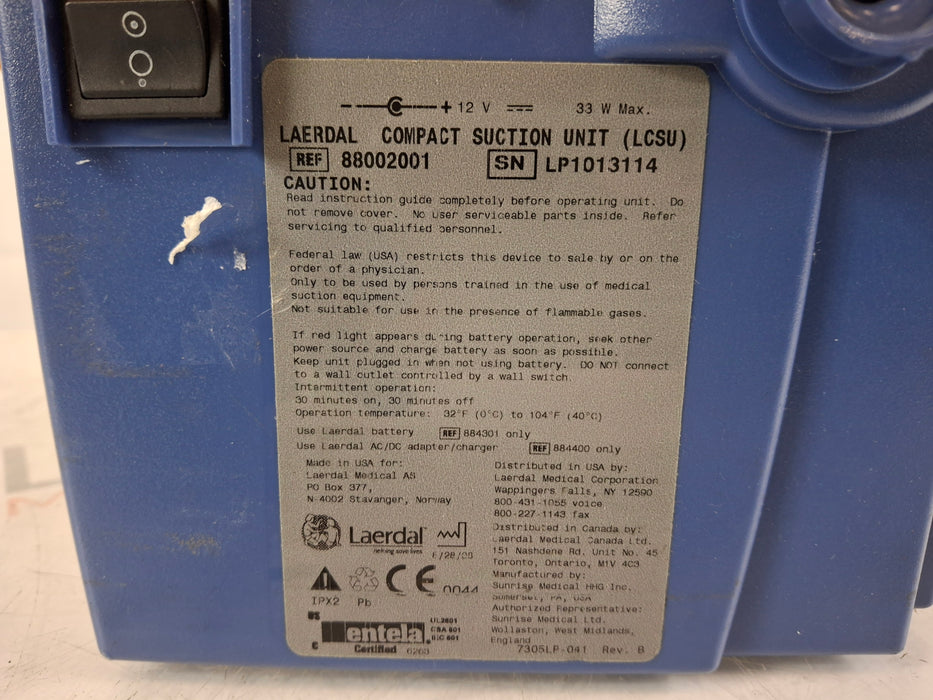 - + 12 V 33 W Max.
LAERDAL COMPACT SUCTION UNIT (LCSU)
REF 88002001 SN LP1013114
CAUTION:
Read instruction guide completely before operating unit. Do
not remove cover. No user serviceable parts inside. Refer
servicing to qualified personnel.
Federal law (USA) restricts this device to sale by or on the
order of a physician.
Only to be used by persons trained in the use of medical
suction equipment.
Not suitable for use in the presence of flammable gases.
If red light appears during battery operation, seek other
power source and charge battery as soon as possible.
Keep unit plugged in when not using battery. DO NOT connect
to a wall outlet controlled by a wall switch.
Intermittent operation:
30 minutes on, 30 minutes off
Operation temperature: 32°F (0°C) to 104°F (40°C)
Use Laerdal battery REF 884301 only
Use Laerdal AC/DC adapter/charger REF 884400 only
Made in USA for:
Laerdal Medical AS
PO Box 377,
N-4002 Stavanger, Norway
Laerdal
helping save lives
IPX2 Pb
CE 0044
US
C
entela
Certified 6263
UL2601
CSA 601
IEC 601
Distributed in USA by:
Laerdal Medical Corporation
Wappingers Falls, NY 12590
800-431-1055 voice
800-227-1143 fax
Distributed in Canada by:
Laerdal Medical Canada Ltd.
151 Nashdene Rd. Unit No. 45
Toronto, Ontario, M1V 4C3
Manufactured by:
Sunrise Medical HHG Inc.
Somerset, PA, USA
Authorized Representative:
Sunrise Medical Ltd.
Wollaston, West Midlands,
England
7305LP-041 Rev. B